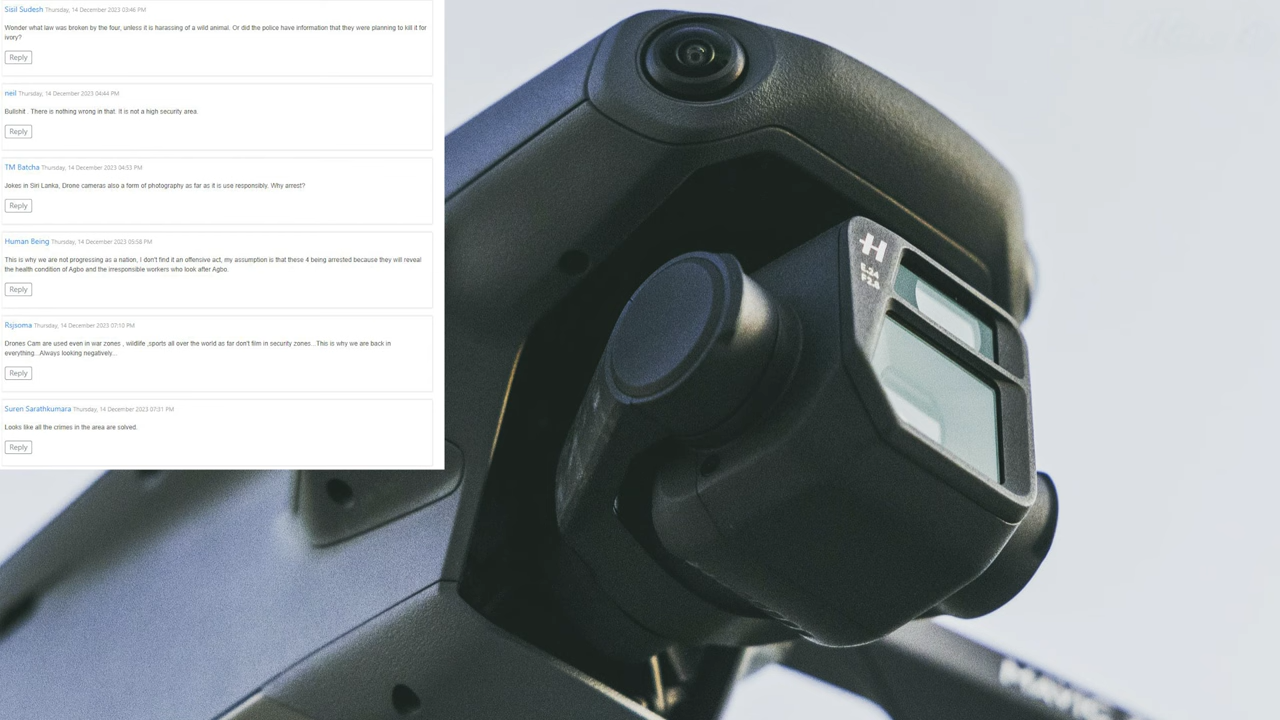 Sisil Sudesh Thursday, 14 December 2023 03:46 PM
Wonder what law was broken by the four, unless it is harassing of a wild animal. Or did the police have information that they were planning to kill it for
ivory?
Reply
neil Thursday, 14 December 2023 04:44 PM
Bullshit . There is nothing wrong in that. It is not a high security area.
Reply
TM Batcha Thursday, 14 December 2023 04:53 PM
Jokes in Siri Lanka, Drone cameras also a form of photography as far as it is use responsibly. Why arrest?
Reply
Human Being Thursday, 14 December 2023 05:58 PM
This is why we are not progressing as a nation, I don't find it an offensive act, my assumption is that these 4 being arrested because they will reveal
the health condition of Agbo and the irresponsible workers who look after Agbo.
Reply
Rsjsoma Thursday, 14 December 2023 07:10 PM
Drones Cam are used even in war zones , wildlife ,sports all over the world as far don't film in security zones...This is why we are back in
everything...Always looking negatively...
Reply
Suren Sarathkumara Thursday, 14 December 2023 07:31 PM
Looks like all the crimes in the area are solved.
Reply
H
MAVIC